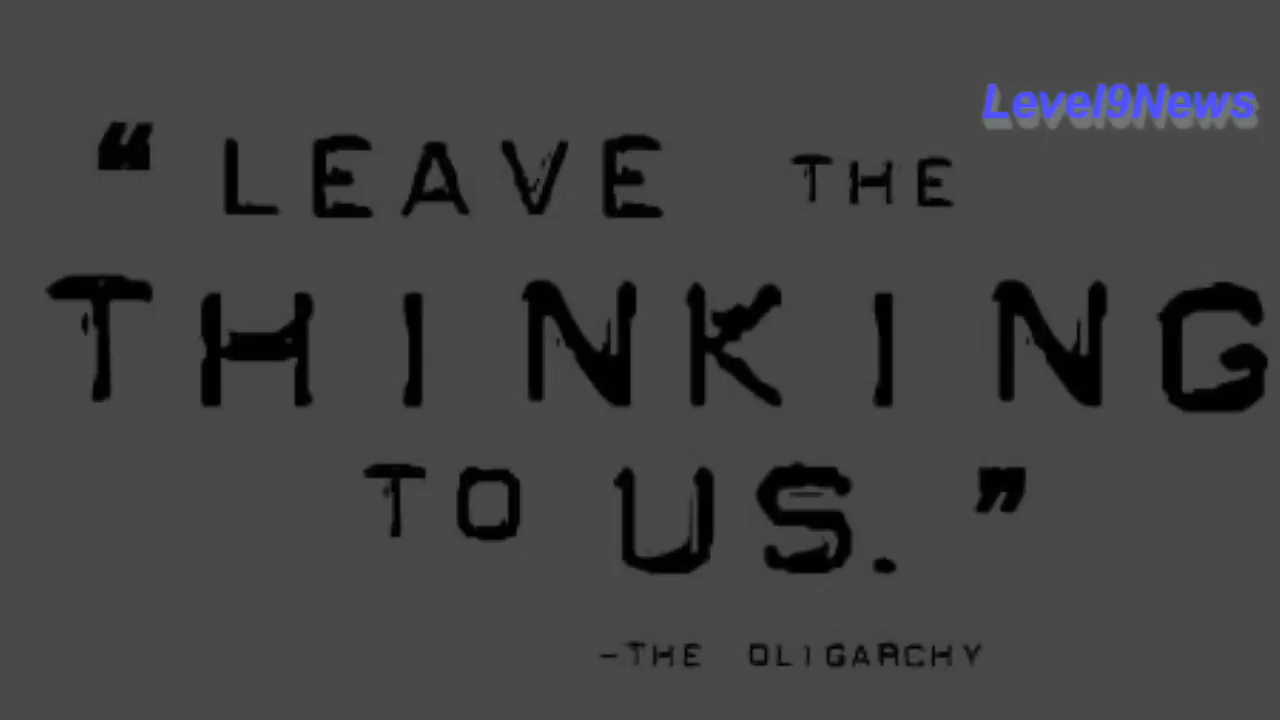 Level9News
“ LEAVE THE
THINKING
TO US. ”
-THE OLIGARCHY